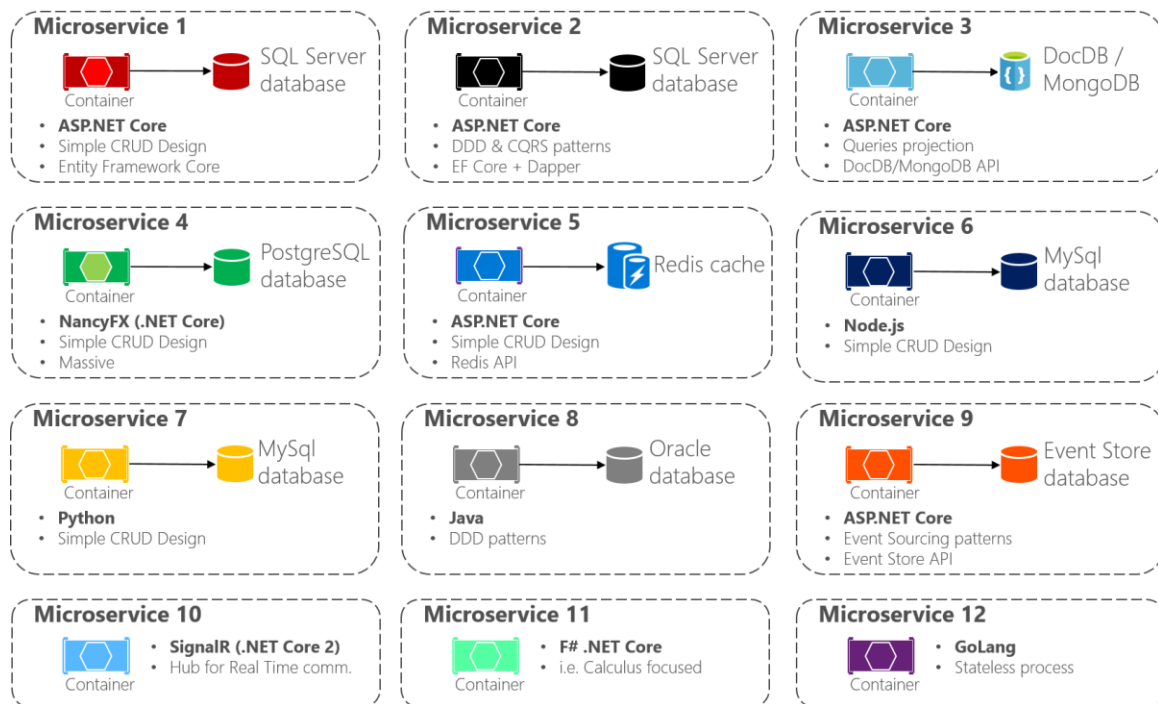 Microservice 1
SQL Server
database
Container
• ASP.NET Core
• Simple CRUD Design
• Entity Framework Core
Microservice 2
SQL Server
database
Container
• ASP.NET Core
• DDD & CQRS patterns
• EF Core + Dapper
Microservice 3
DocDB /
MongoDB
Container
• ASP.NET Core
• Queries projection
• DocDB/MongoDB API
Microservice 4
PostgreSQL
database
Container
• NancyFX (.NET Core)
• Simple CRUD Design
• Massive
Microservice 5
Redis cache
Container
• ASP.NET Core
• Simple CRUD Design
• Redis API
Microservice 6
MySql
database
Container
• Node.js
• Simple CRUD Design
Microservice 7
MySql
database
Container
• Python
• Simple CRUD Design
Microservice 8
Oracle
database
Container
• Java
• DDD patterns
Microservice 9
Event Store
database
Container
• ASP.NET Core
• Event Sourcing patterns
• Event Store API
Microservice 10
Container
• SignalR (.NET Core 2)
• Hub for Real Time comm.
Microservice 11
Container
• F# .NET Core
• i.e. Calculus focused
Microservice 12
Container
• GoLang
• Stateless process